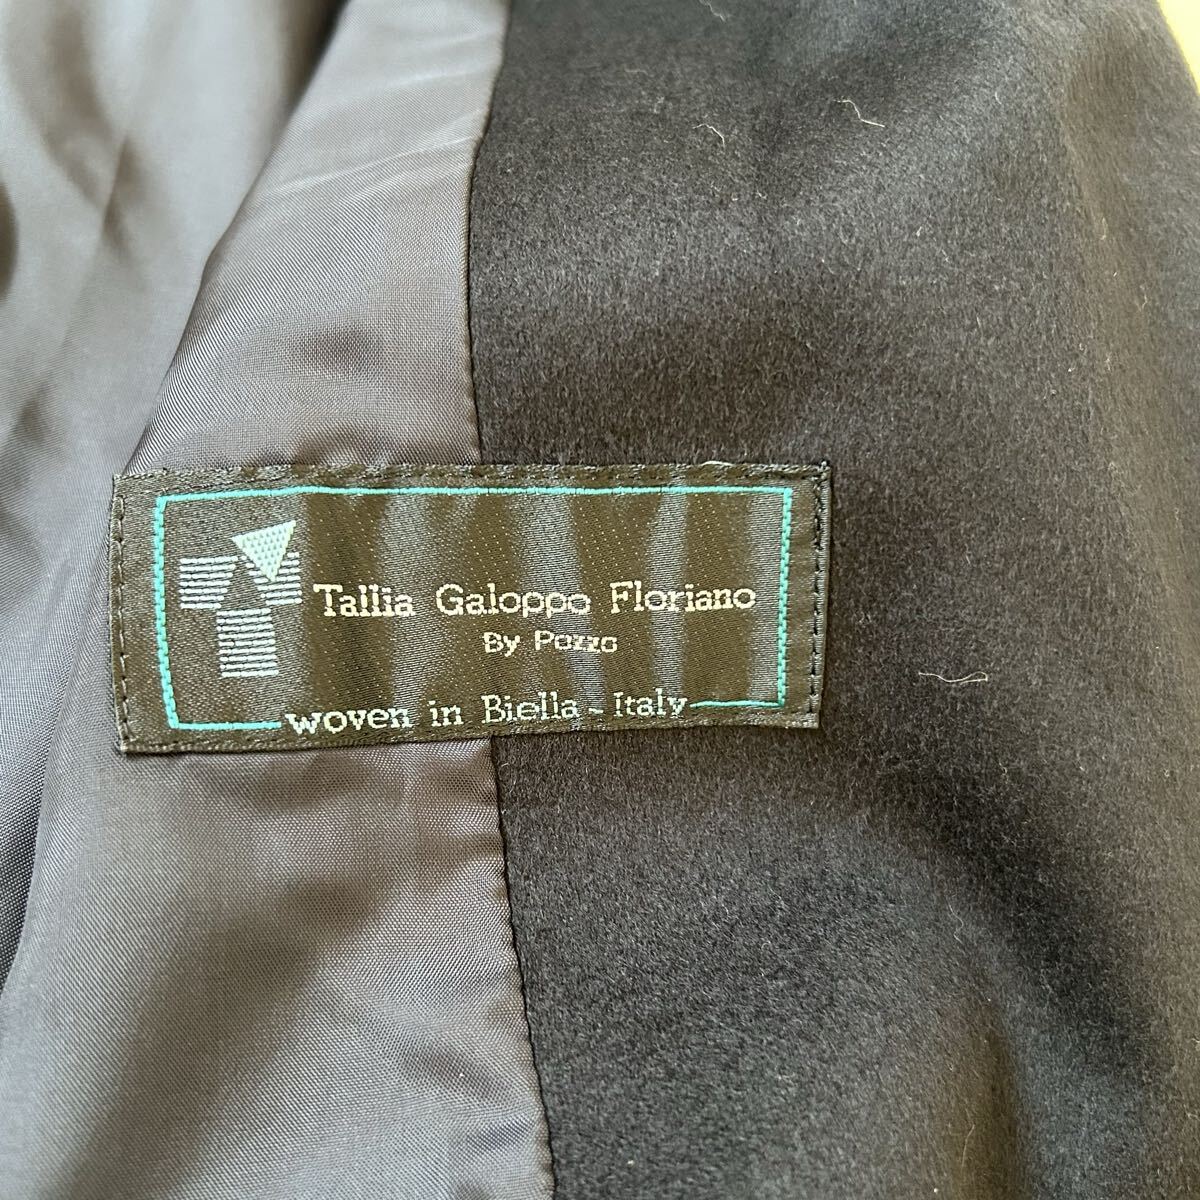 Tallia Galoppo Floriano
By Pozzo
woven in Biella - Italy